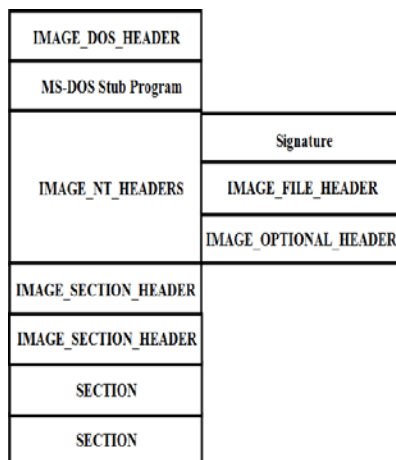 IMAGE_DOS_HEADER
MS-DOS Stub Program
IMAGE_NT_HEADERS
Signature
IMAGE_FILE_HEADER
IMAGE_OPTIONAL_HEADER
IMAGE_SECTION_HEADER
IMAGE_SECTION_HEADER
SECTION
SECTION